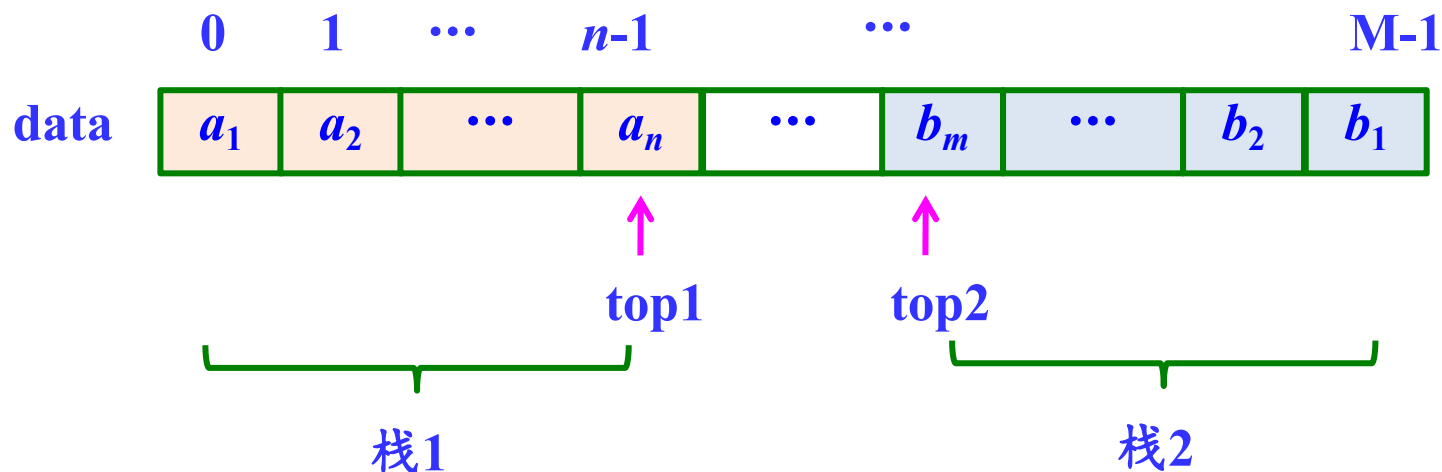 0 1 ··· n-1 ··· M-1
data a₁ a₂ ··· aₙ ··· bₘ ··· b₂ b₁
top1 top2
栈1 栈2